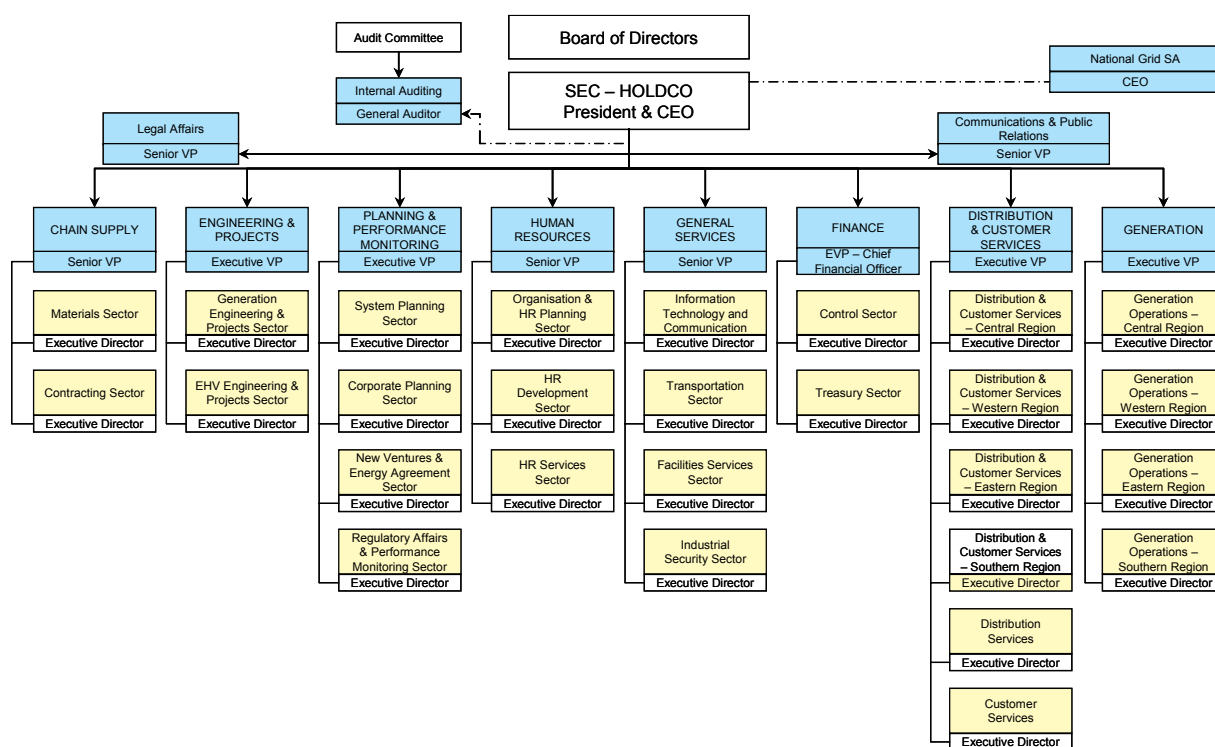 Audit Committee
Board of Directors
National Grid SA
CEO
Internal Auditing
General Auditor
SEC – HOLDCO
President & CEO
Legal Affairs
Senior VP
Communications & Public
Relations
Senior VP
CHAIN SUPPLY
Senior VP
Materials Sector
Executive Director
Contracting Sector
Executive Director
ENGINEERING &
PROJECTS
Executive VP
Generation
Engineering &
Projects Sector
Executive Director
EHV Engineering &
Projects Sector
Executive Director
PLANNING &
PERFORMANCE
MONITORING
Executive VP
System Planning
Sector
Executive Director
Corporate Planning
Sector
Executive Director
New Ventures &
Energy Agreement
Sector
Executive Director
Regulatory Affairs
& Performance
Monitoring Sector
Executive Director
HUMAN
RESOURCES
Senior VP
Organisation &
HR Planning
Sector
Executive Director
HR
Development
Sector
Executive Director
HR Services
Sector
Executive Director
GENERAL
SERVICES
Senior VP
Information
Technology and
Communication
Executive Director
Transportation
Sector
Executive Director
Facilities Services
Sector
Executive Director
Industrial
Security Sector
Executive Director
FINANCE
EVP – Chief
Financial Officer
Control Sector
Executive Director
Treasury Sector
Executive Director
DISTRIBUTION
& CUSTOMER
SERVICES
Executive VP
Distribution &
Customer Services
– Central Region
Executive Director
Distribution &
Customer Services
– Western Region
Executive Director
Distribution &
Customer Services
– Eastern Region
Executive Director
Distribution &
Customer Services
– Southern Region
Executive Director
Distribution
Services
Executive Director
Customer
Services
Executive Director
GENERATION
Executive VP
Generation
Operations –
Central Region
Executive Director
Generation
Operations –
Western Region
Executive Director
Generation
Operations –
Eastern Region
Executive Director
Generation
Operations –
Southern Region
Executive Director